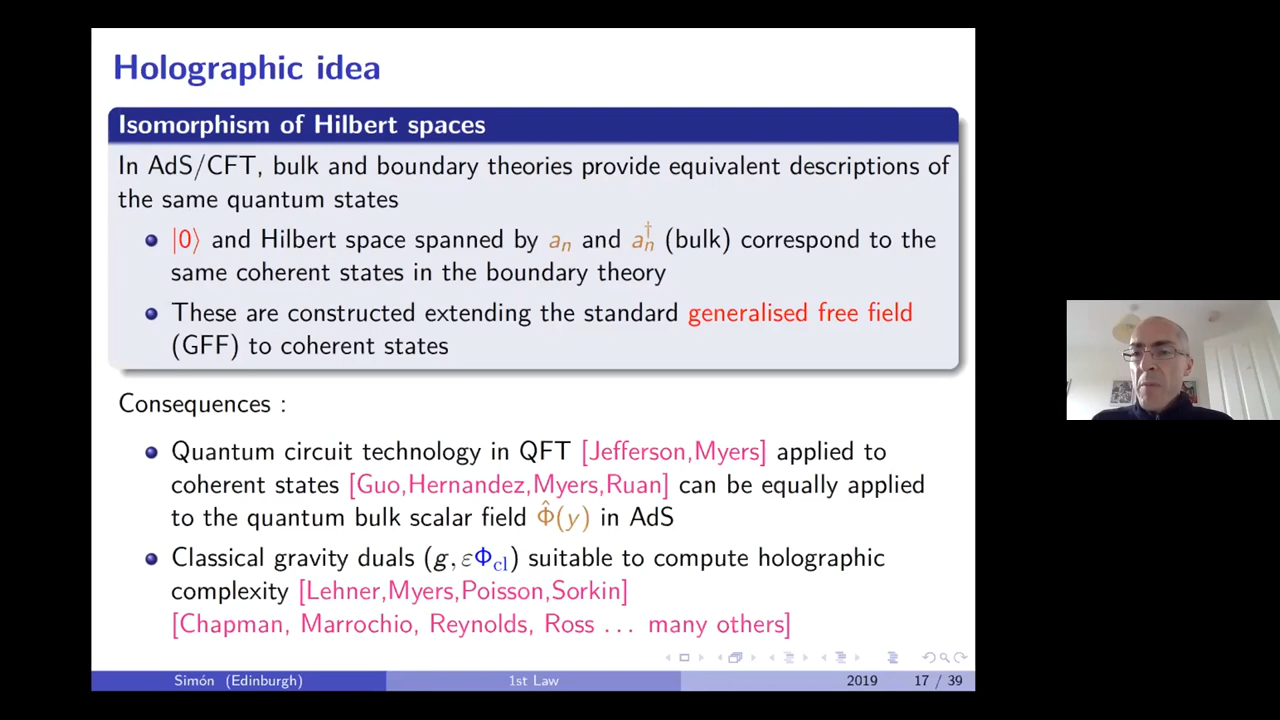 Holographic idea
Isomorphism of Hilbert spaces
In AdS/CFT, bulk and boundary theories provide equivalent descriptions of
the same quantum states
|0⟩ and Hilbert space spanned by aₙ and aₙ† (bulk) correspond to the
same coherent states in the boundary theory
These are constructed extending the standard generalised free field
(GFF) to coherent states
Consequences :
Quantum circuit technology in QFT [Jefferson,Myers] applied to
coherent states [Guo,Hernandez,Myers,Ruan] can be equally applied
to the quantum bulk scalar field Φ̂(y) in AdS
Classical gravity duals (g, εΦcl) suitable to compute holographic
complexity [Lehner,Myers,Poisson,Sorkin]
[Chapman, Marrochio, Reynolds, Ross ... many others]
Simón (Edinburgh) 1st Law 2019 17 / 39